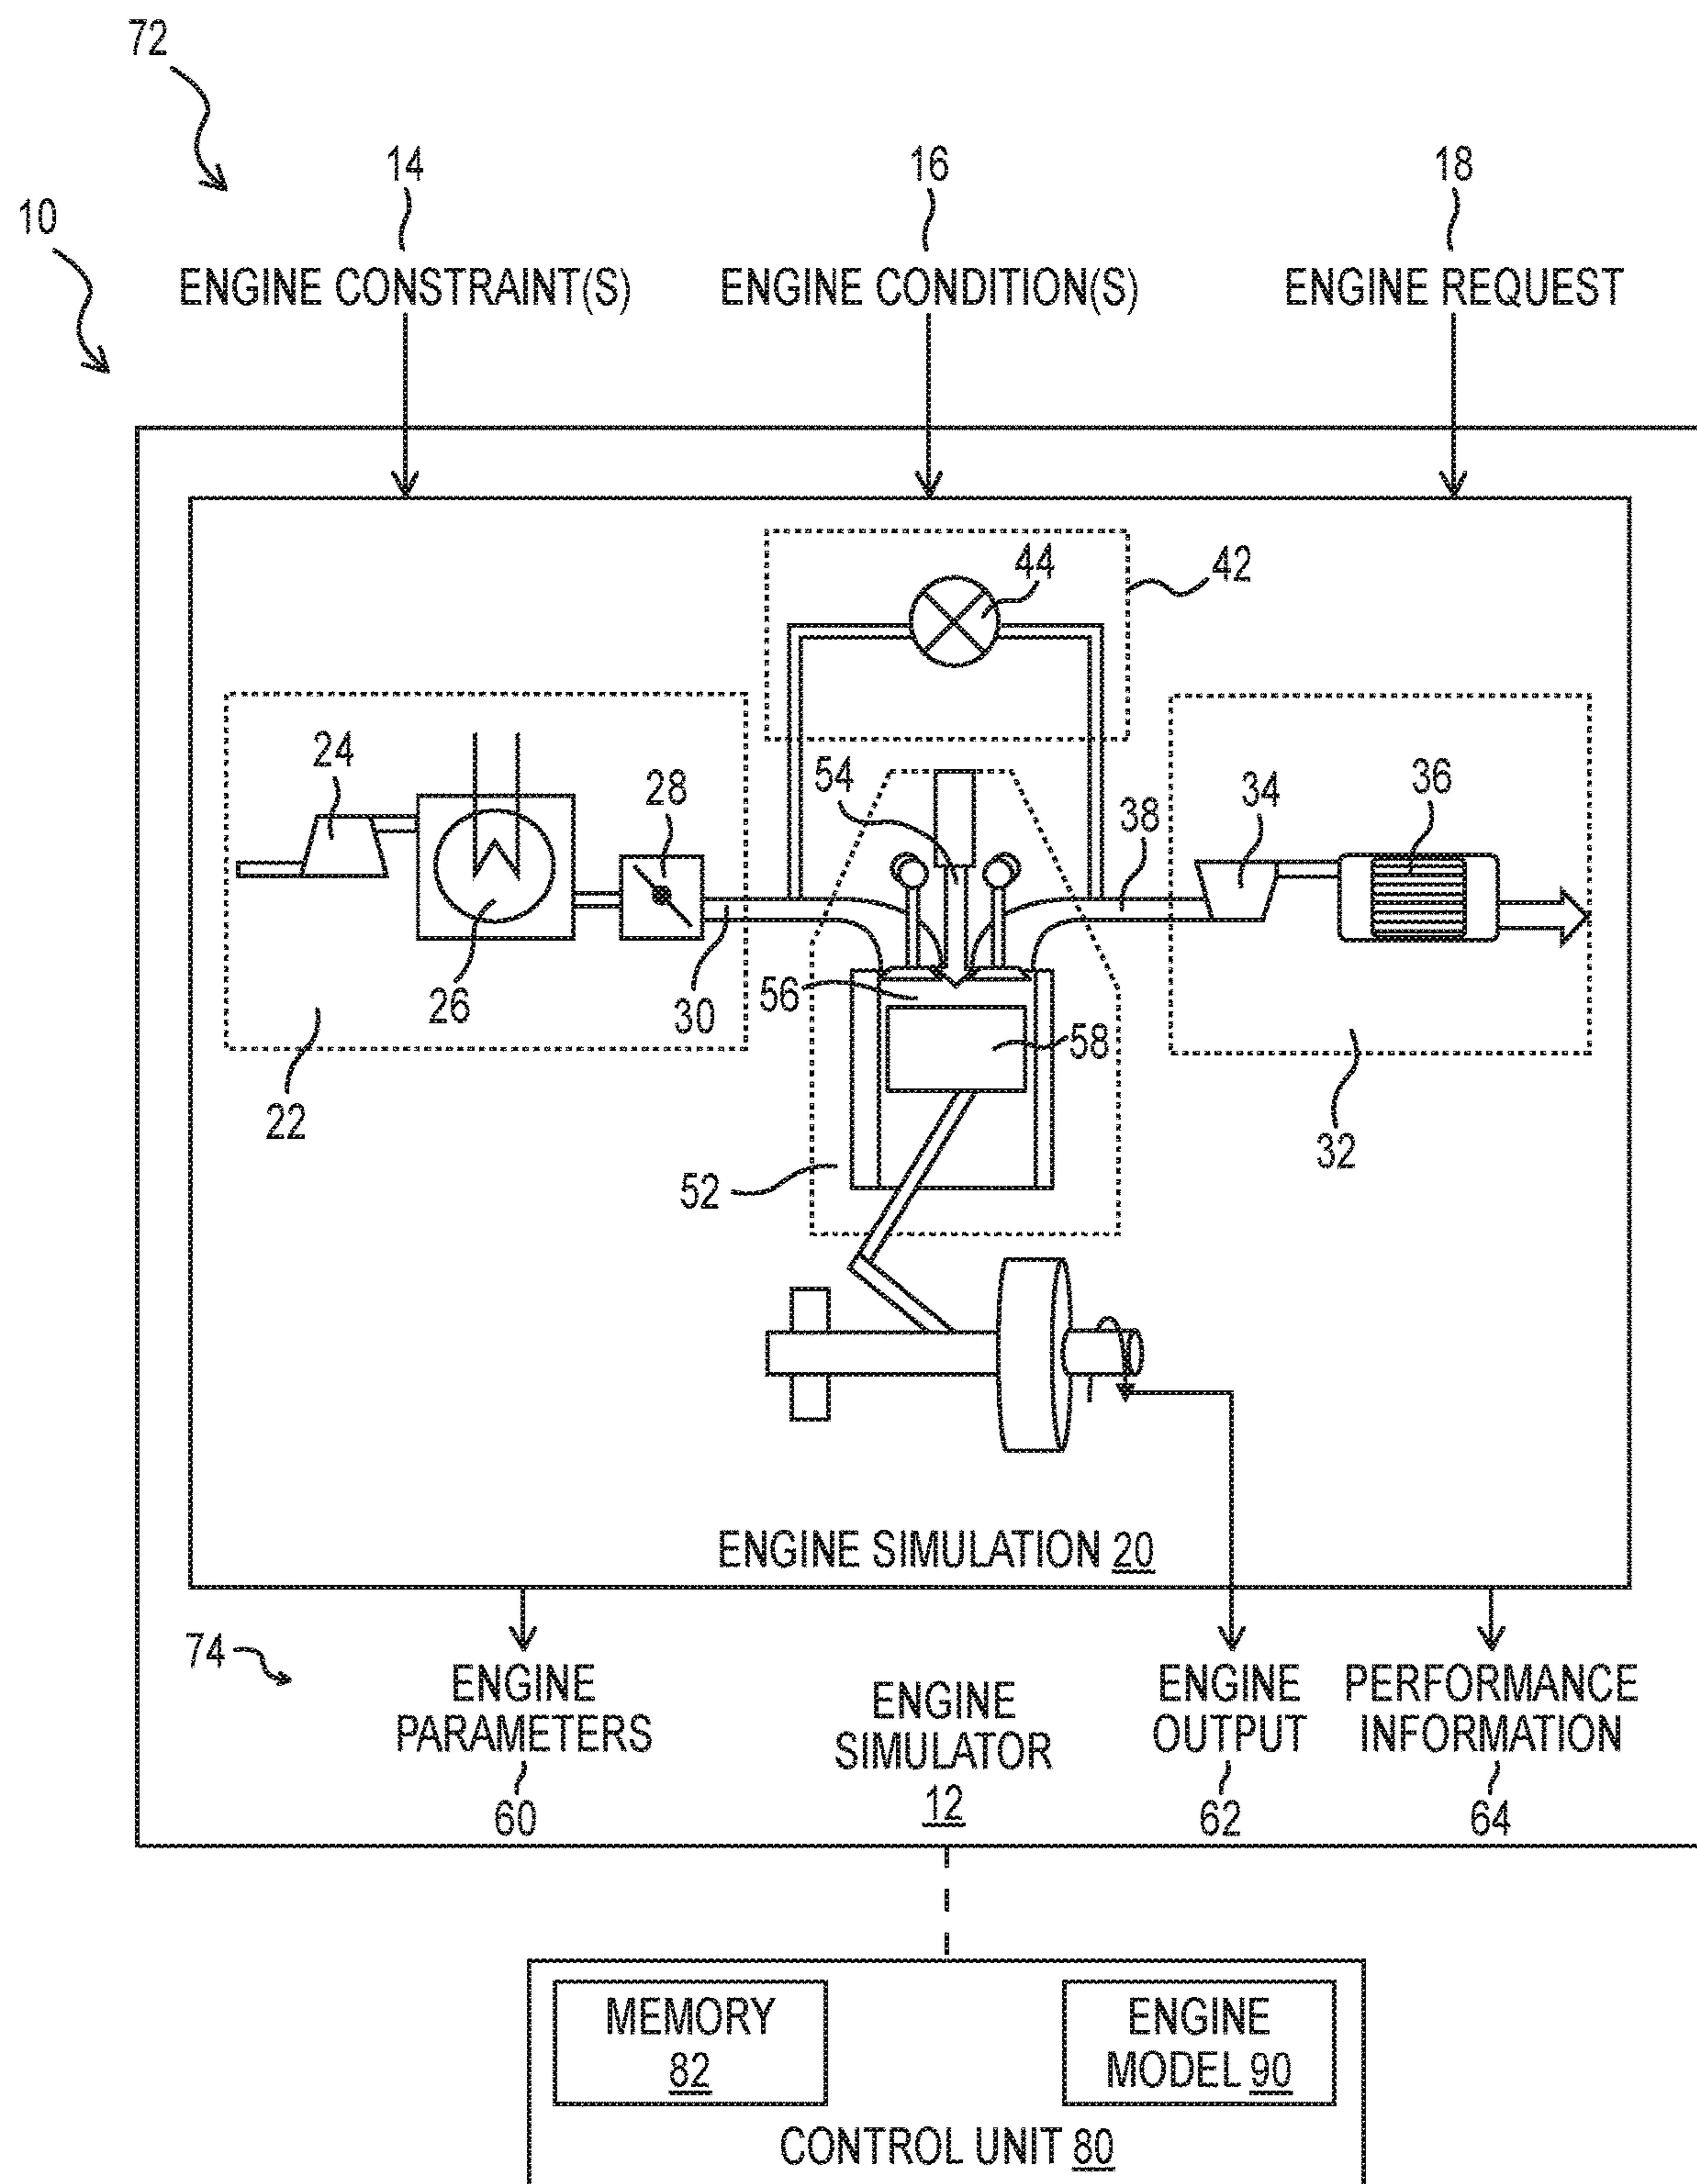 72
10
14
16
18
ENGINE CONSTRAINT(S)
ENGINE CONDITION(S)
ENGINE REQUEST
44
42
24
28
54
38
34
36
26
30
56
58
22
32
52
ENGINE SIMULATION 20
74
ENGINE
PARAMETERS
60
ENGINE
SIMULATOR
12
ENGINE
OUTPUT
62
PERFORMANCE
INFORMATION
64
MEMORY
82
ENGINE
MODEL 90
CONTROL UNIT 80